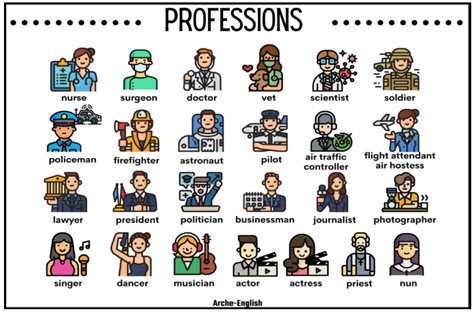 PROFESSIONS
nurse surgeon doctor vet scientist soldier
policeman firefighter astronaut pilot air traffic controller flight attendant air hostess
lawyer president politician businessman journalist photographer
singer dancer musician actor actress priest nun
Arche-English